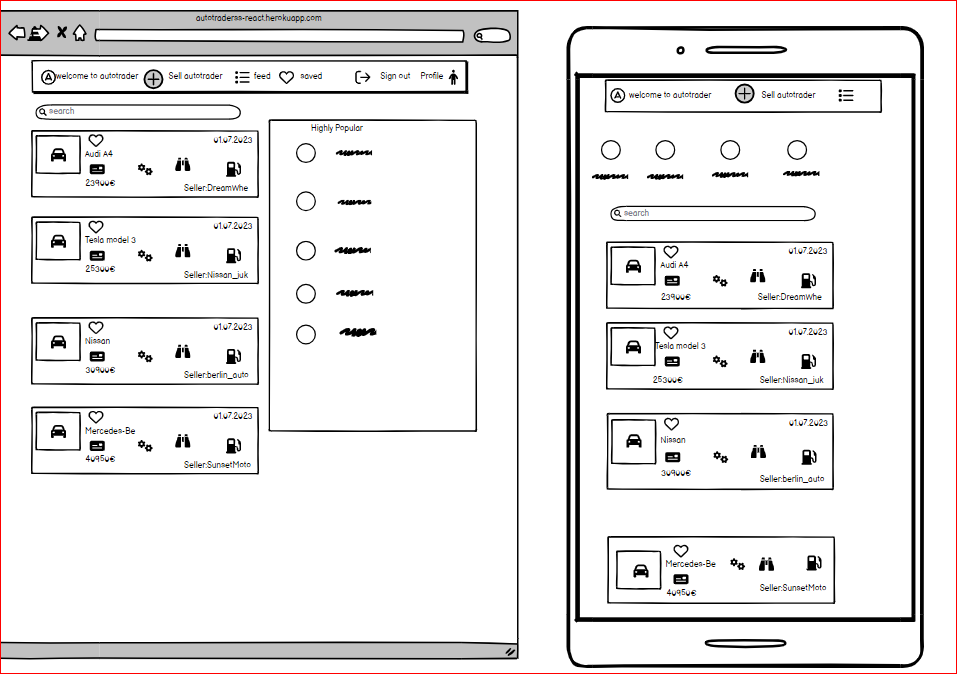 autotraderss-react.herokuapp.com
welcome to autotrader Sell autotrader feed saved Sign out Profile
search
Highly Popular
01.07.2023
Audi A4
23900€
Seller:DreamWhe
01.07.2023
Tesla model 3
25300€
Seller:Nissan_juk
01.07.2023
Nissan
30900€
Seller:berlin_auto
01.07.2023
Mercedes-Be
40950€
Seller:SunsetMoto
welcome to autotrader Sell autotrader
search
01.07.2023
Audi A4
23900€
Seller:DreamWhe
01.07.2023
Tesla model 3
25300€
Seller:Nissan_juk
01.07.2023
Nissan
30900€
Seller:berlin_auto
Mercedes-Be
40950€
Seller:SunsetMoto